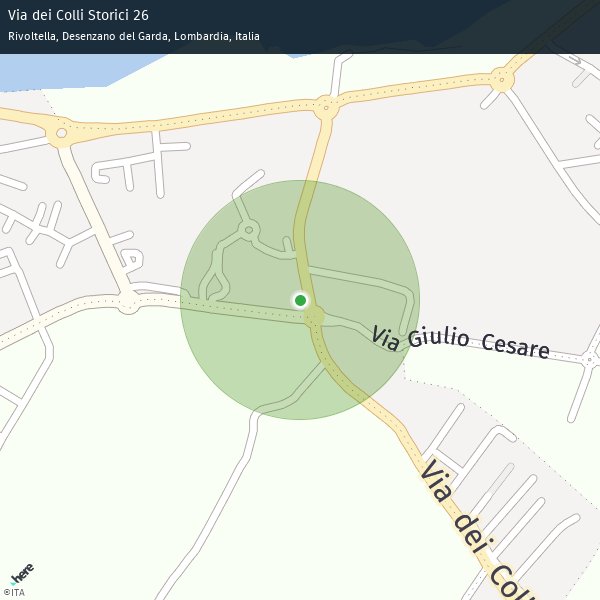 Via dei Colli Storici 26
Rivoltella, Desenzano del Garda, Lombardia, Italia
Via Giulio Cesare
Via dei Coll
here
©ITA